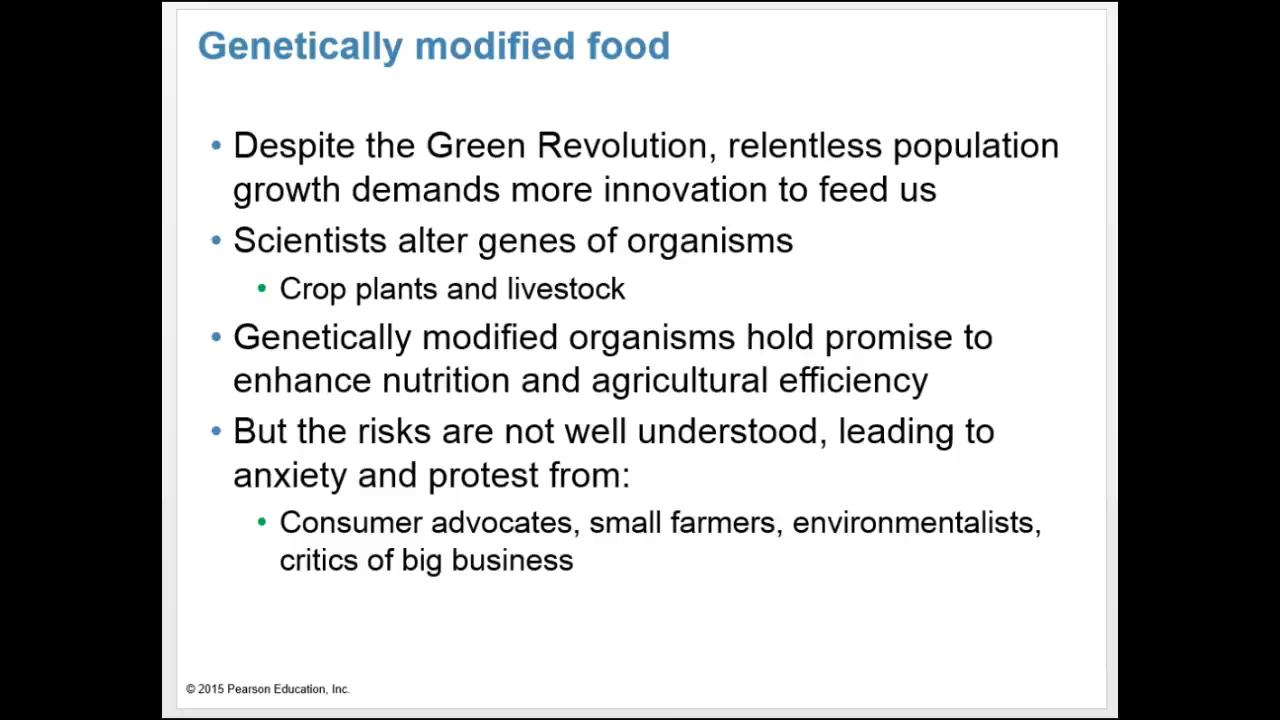 Genetically modified food
• Despite the Green Revolution, relentless population
growth demands more innovation to feed us
• Scientists alter genes of organisms
• Crop plants and livestock
• Genetically modified organisms hold promise to
enhance nutrition and agricultural efficiency
• But the risks are not well understood, leading to
anxiety and protest from:
• Consumer advocates, small farmers, environmentalists,
critics of big business
© 2015 Pearson Education, Inc.